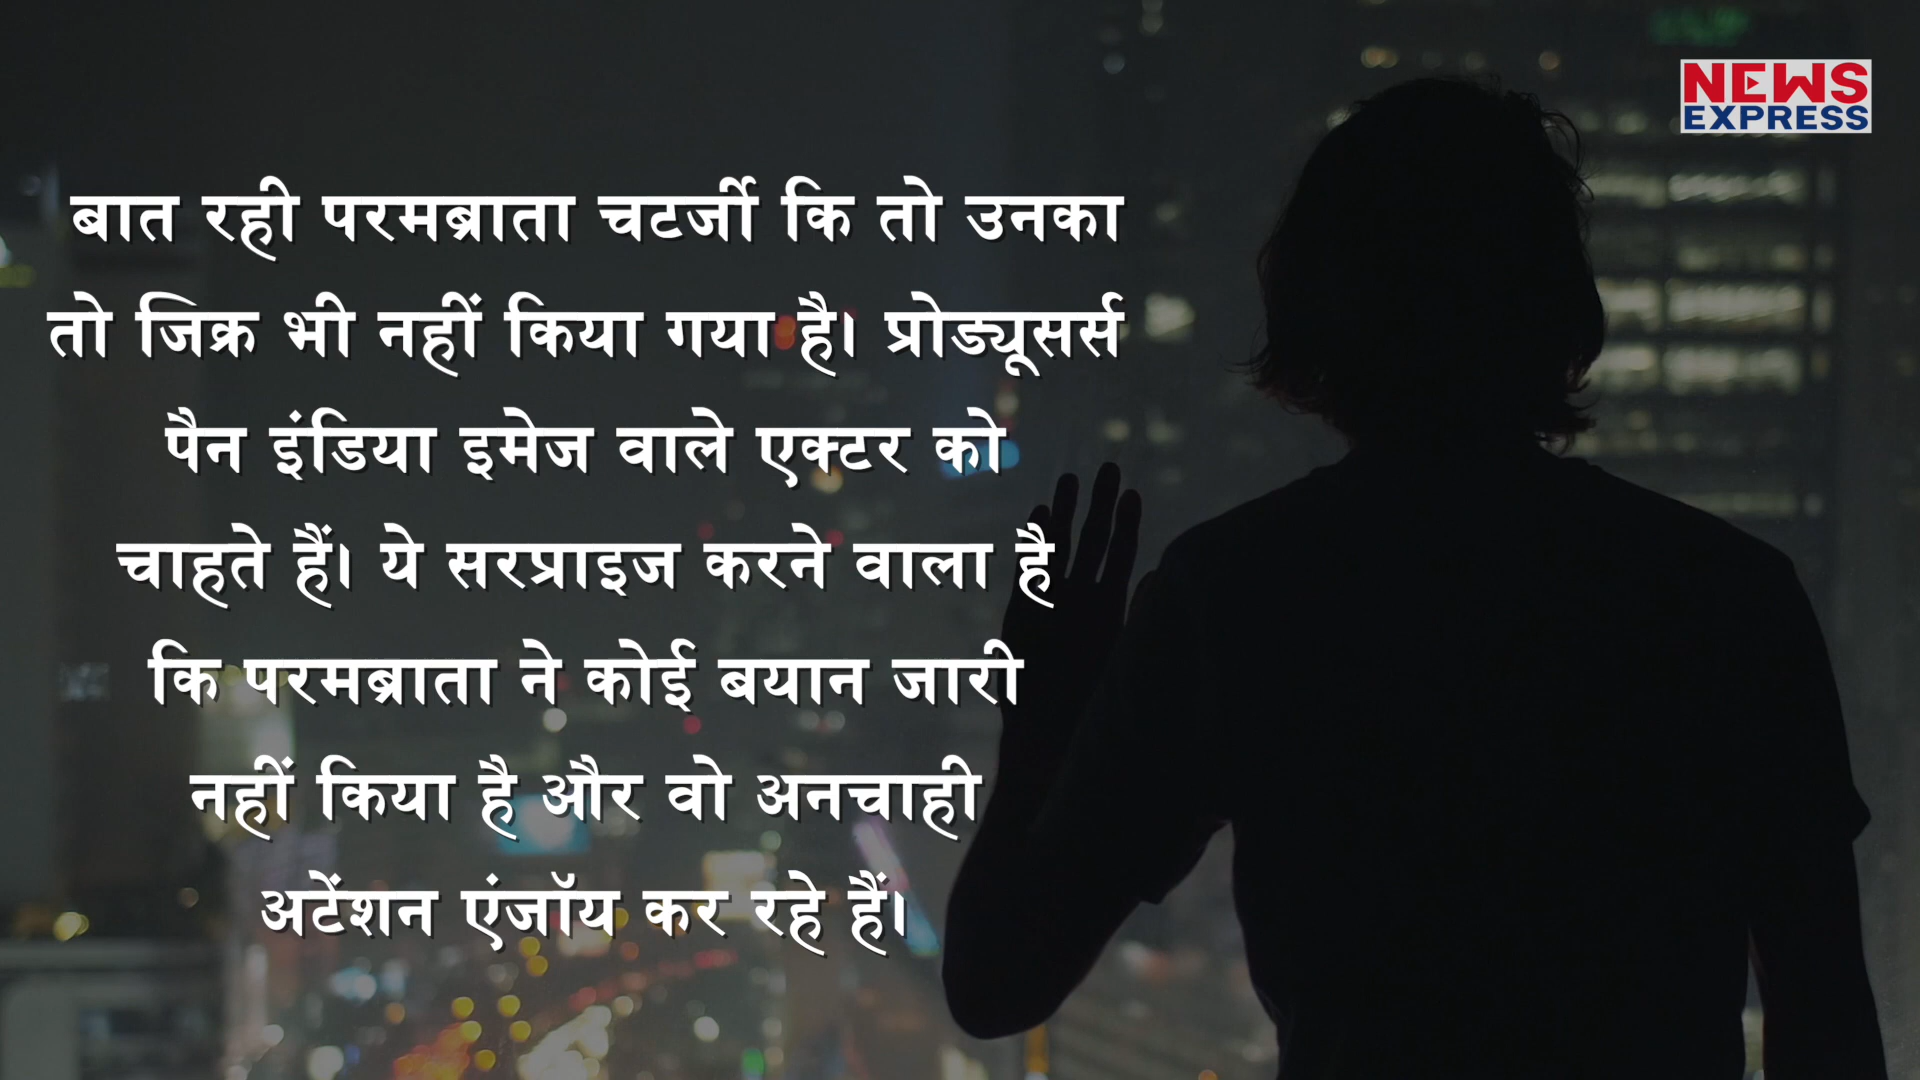 NEWS
EXPRESS
बात रही परमब्राता चटर्जी कि तो उनका
तो जिक्र भी नहीं किया गया है। प्रोड्यूसर्स
पैन इंडिया इमेज वाले एक्टर को
चाहते हैं। ये सरप्राइज करने वाला है
कि परमब्राता ने कोई बयान जारी
नहीं किया है और वो अनचाही
अटेंशन एंजॉय कर रहे हैं।